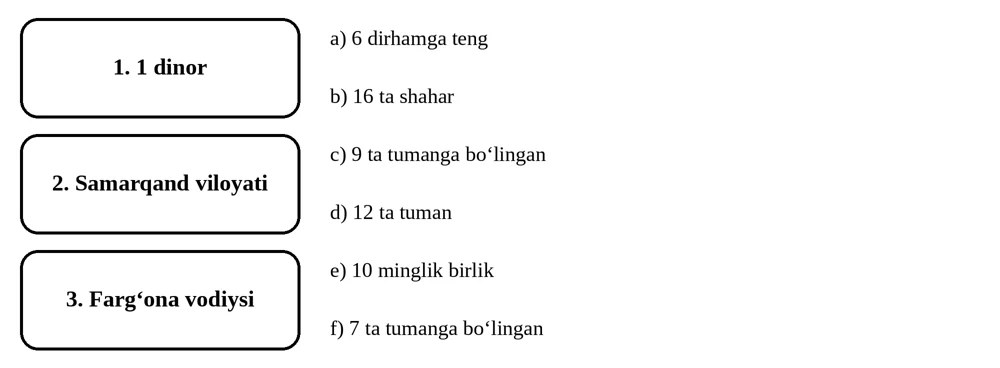 1. 1 dinor
2. Samarqand viloyati
3. Farg‘ona vodiysi
a) 6 dirhamga teng
b) 16 ta shahar
c) 9 ta tumanga bo‘lingan
d) 12 ta tuman
e) 10 minglik birlik
f) 7 ta tumanga bo‘lingan